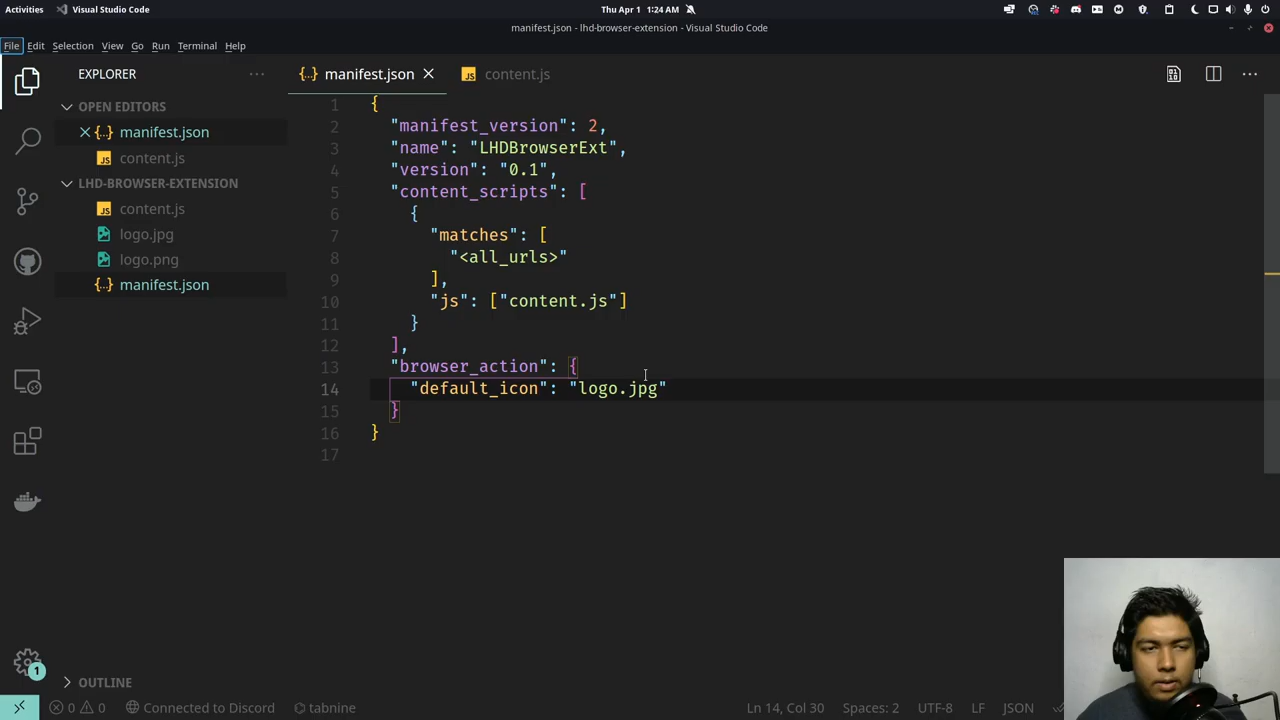 Activities
Visual Studio Code
Thu Apr 1 1:24 AM
manifest.json - lhd-browser-extension - Visual Studio Code
File Edit Selection View Go Run Terminal Help
EXPLORER
OPEN EDITORS
manifest.json
content.js
LHD-BROWSER-EXTENSION
content.js
logo.jpg
logo.png
manifest.json
OUTLINE
manifest.json
content.js
1 {
2 "manifest_version": 2,
3 "name": "LHDBrowserExt",
4 "version": "0.1",
5 "content_scripts": [
6 {
7 "matches": [
8 "<all_urls>"
9 ],
10 "js": ["content.js"]
11 }
12 ],
13 "browser_action": {
14 "default_icon": "logo.jpg"
15 }
16 }
17
1
0 0 Connected to Discord tabnine Ln 14, Col 30 Spaces: 2 UTF-8 LF JSON